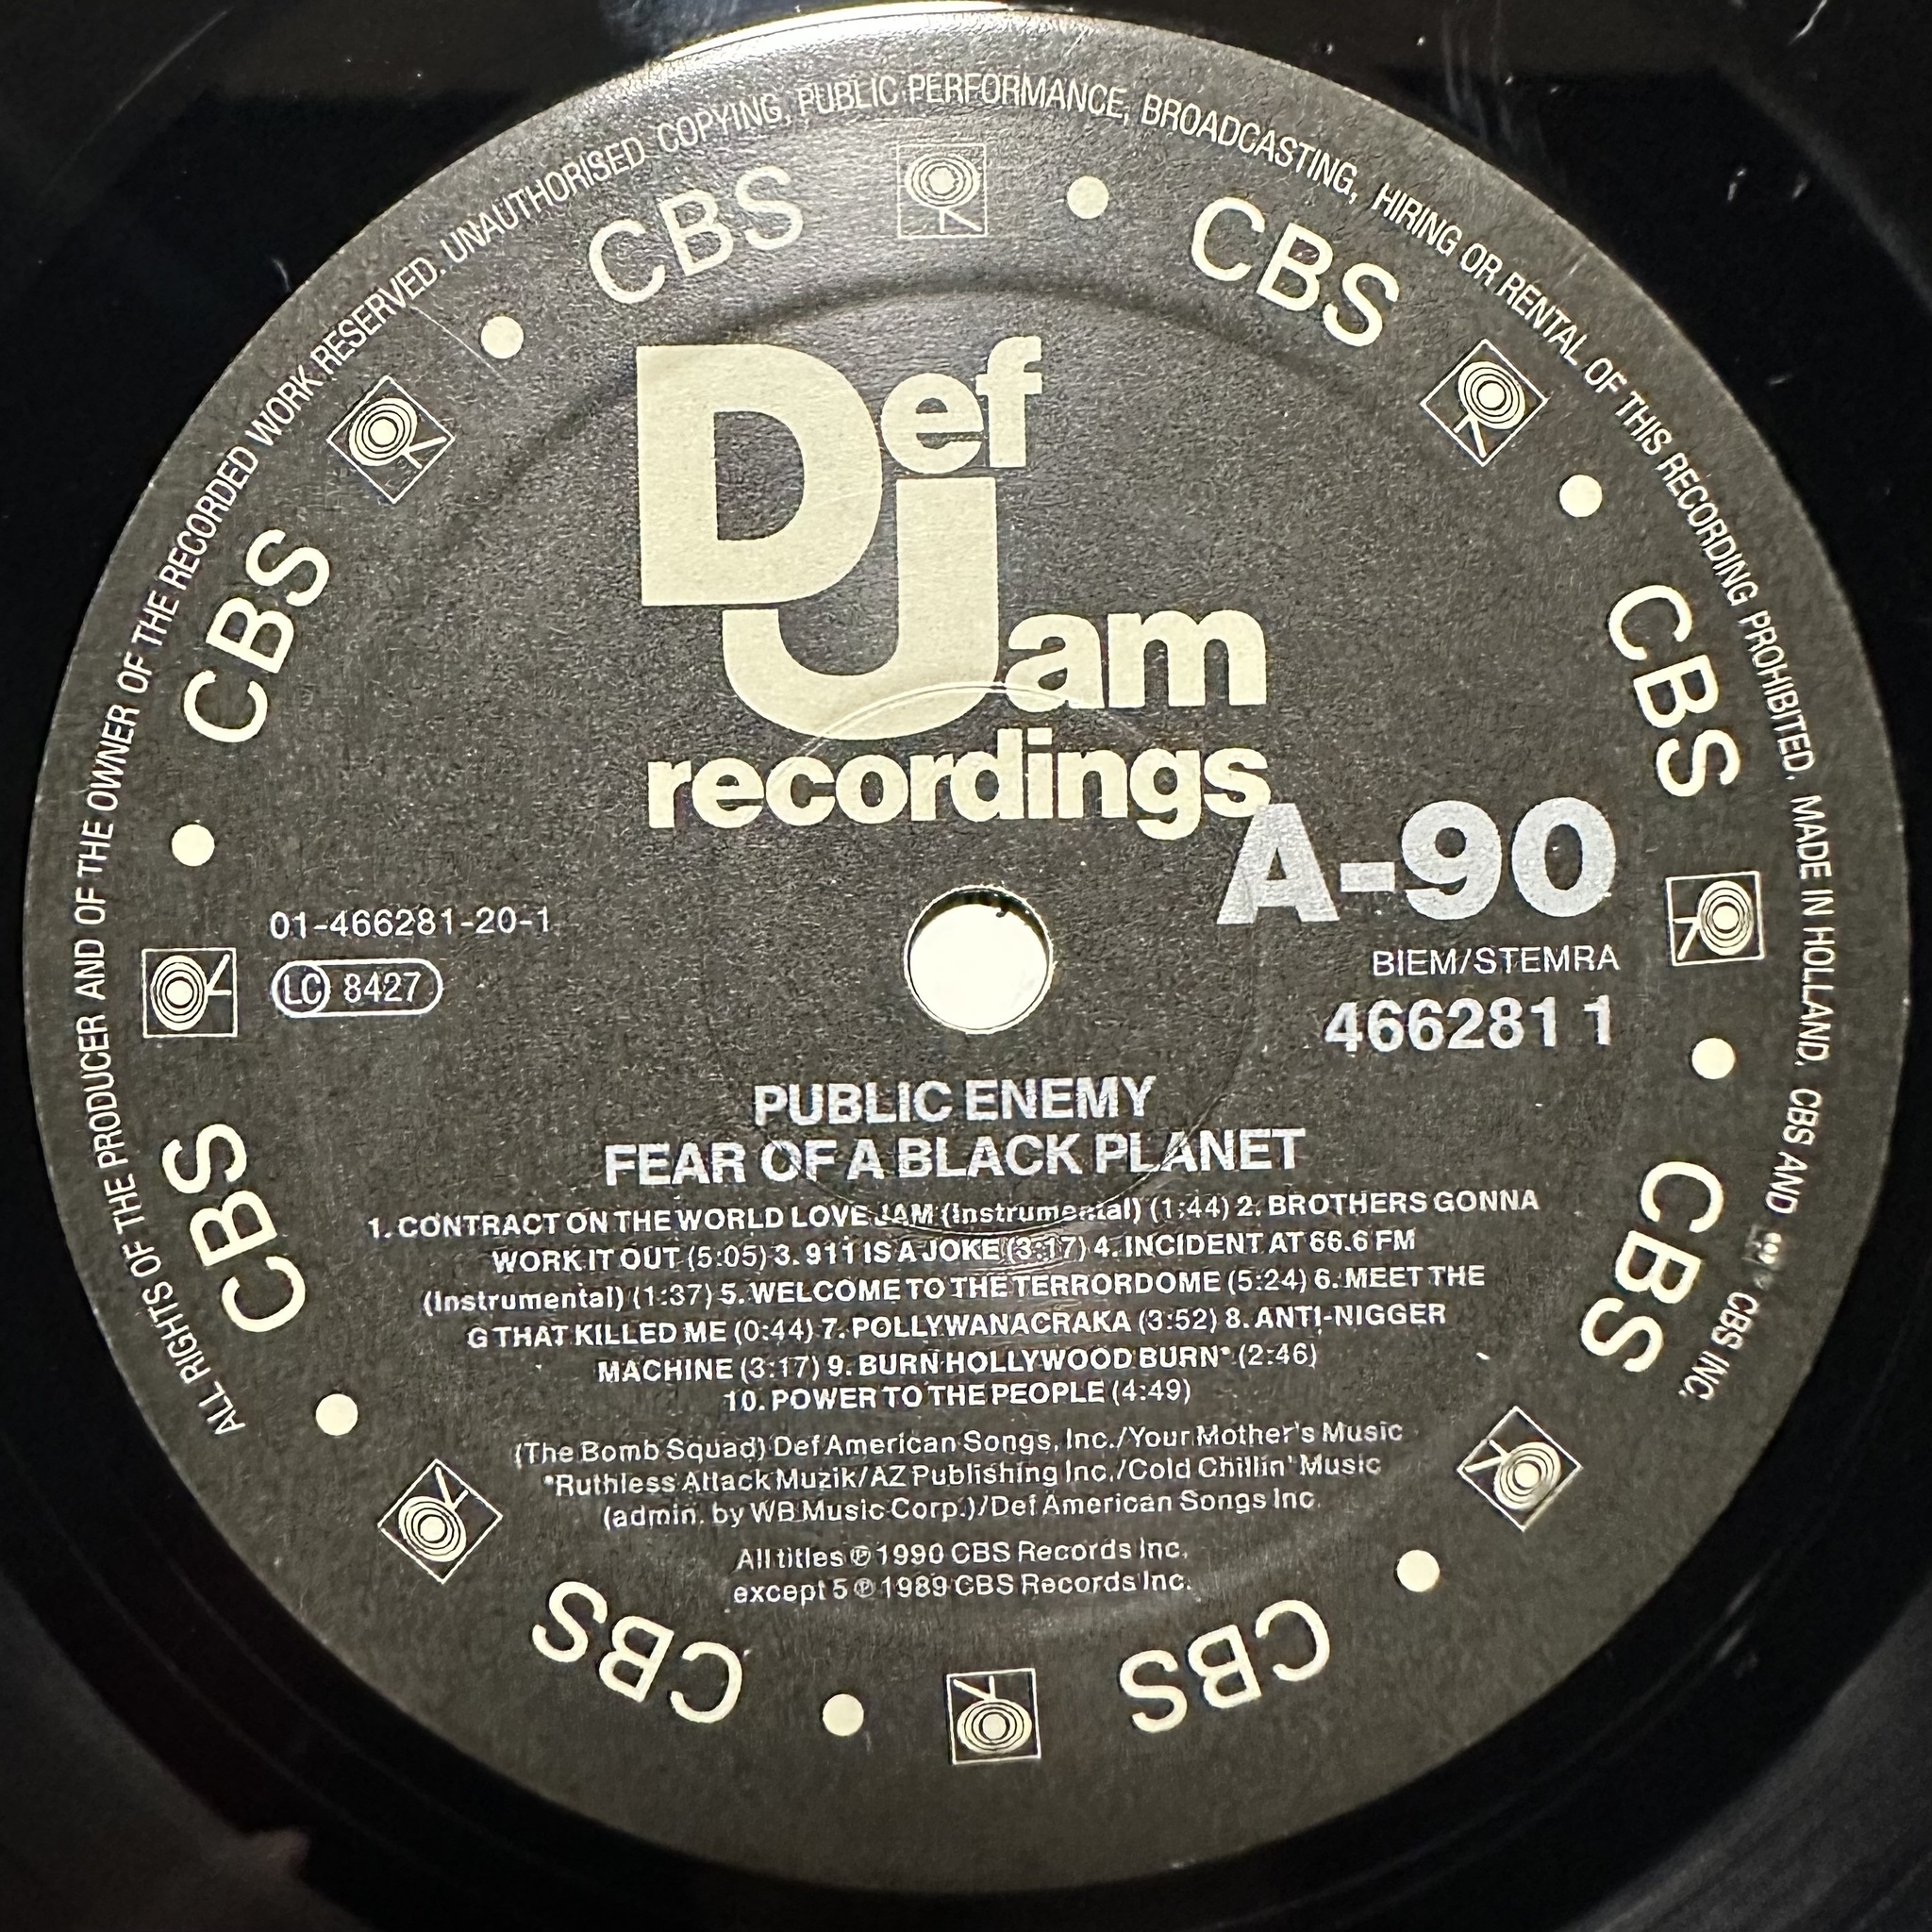 ALL RIGHTS OF THE PRODUCER AND OF THE OWNER OF THE RECORDED WORK RESERVED. UNAUTHORISED COPYING, PUBLIC PERFORMANCE, BROADCASTING, HIRING OR RENTAL OF THIS RECORDING PROHIBITED. MADE IN HOLLAND. CBS AND CBS INC.
CBS
CBS
CBS
CBS
CBS
CBS
CBS
CBS
Def
Jam
recordings
A-90
01-466281-20-1
BIEM/STEMRA
LC 8427
466281 1
PUBLIC ENEMY
FEAR OF A BLACK PLANET
1. CONTRACT ON THE WORLD LOVE JAM (Instrumental) (1:44) 2. BROTHERS GONNA
WORK IT OUT (5:05) 3. 911 IS A JOKE (3:17) 4. INCIDENT AT 66.6 FM
(Instrumental) (1:37) 5. WELCOME TO THE TERRORDOME (5:24) 6. MEET THE
G THAT KILLED ME (0:44) 7. POLLYWANACRAKA (3:52) 8. ANTI-NIGGER
MACHINE (3:17) 9. BURN HOLLYWOOD BURN* (2:46)
10. POWER TO THE PEOPLE (4:49)
(The Bomb Squad) Def American Songs, Inc./Your Mother's Music
*Ruthless Attack Muzik/AZ Publishing Inc./Cold Chillin' Music
(admin. by WB Music Corp.)/Def American Songs Inc.
All titles ℗ 1990 CBS Records Inc.
except 5 ℗ 1989 CBS Records Inc.